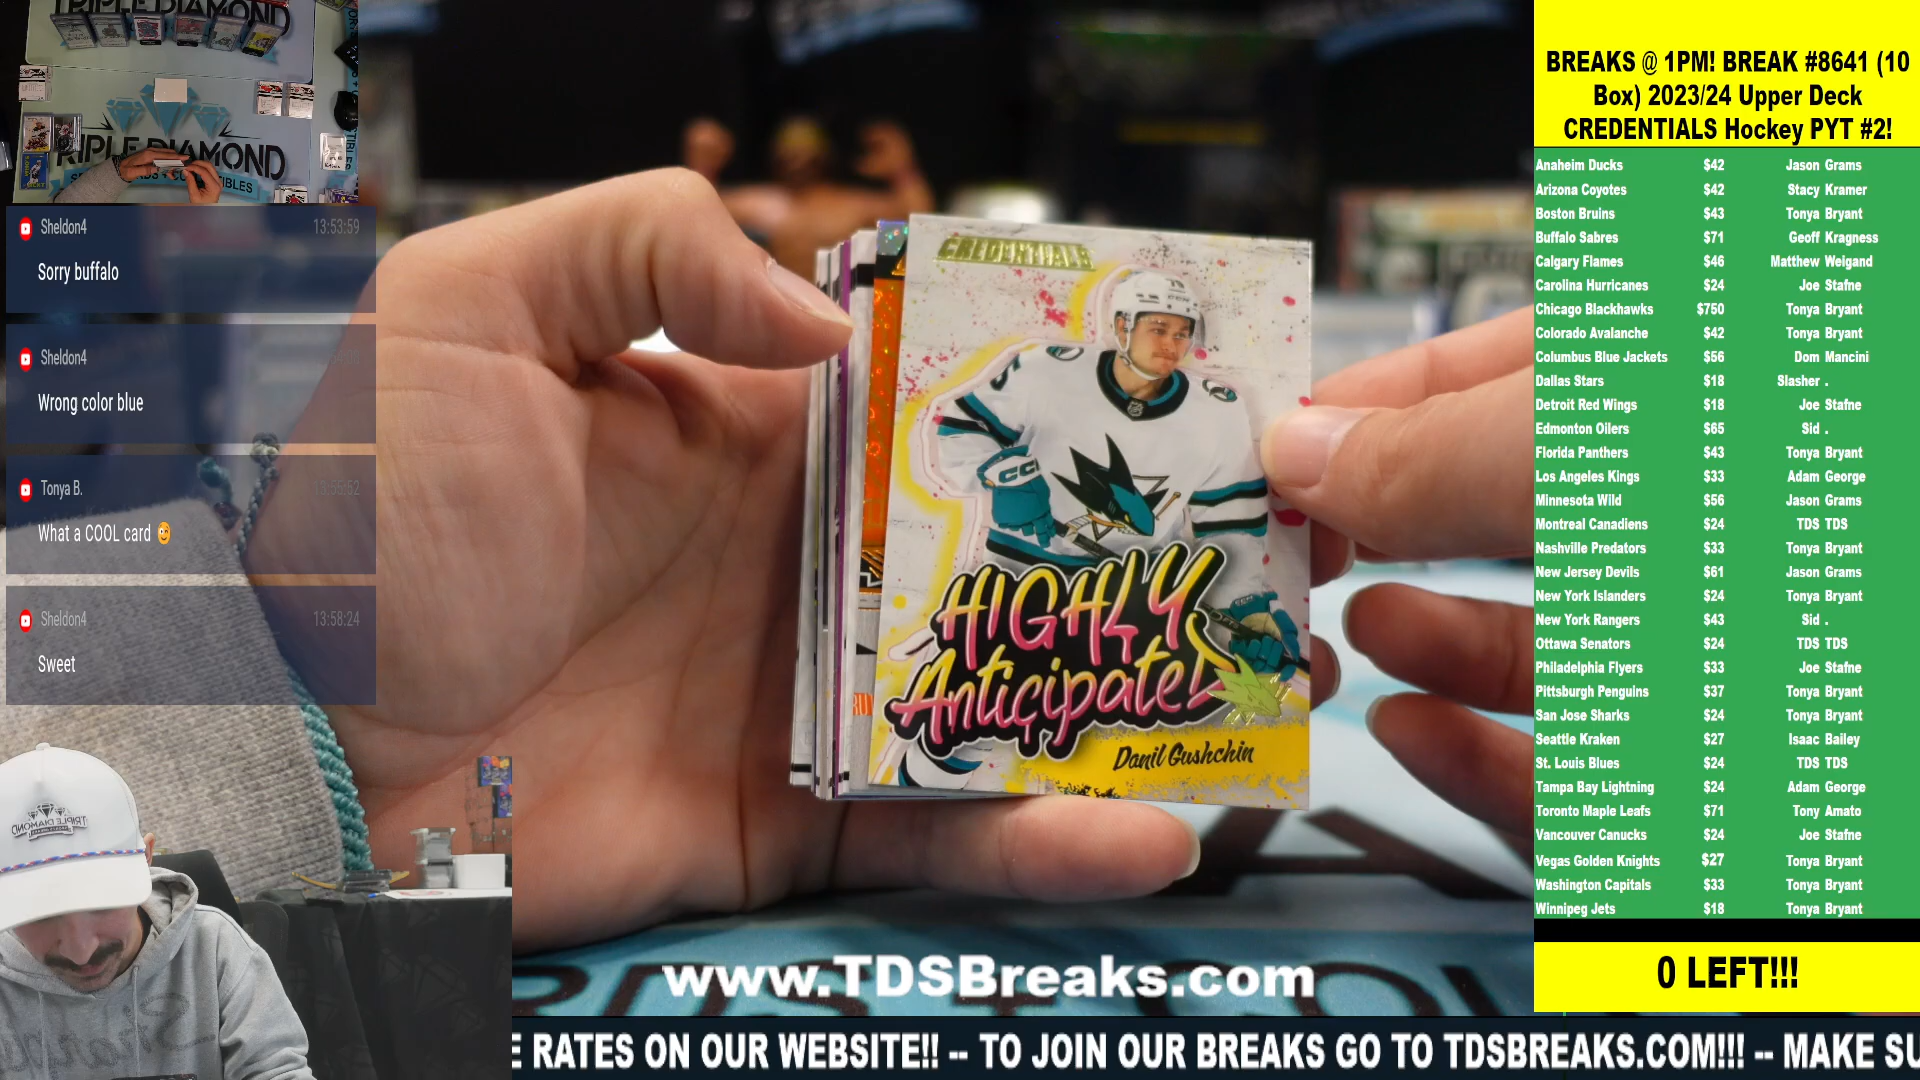 TRIPLE DIAMOND
RIPLE DIAMOND
Sheldon4 13:53:59
Sorry buffalo
Sheldon4
Wrong color blue
Tonya B.
What a COOL card 😉
Sheldon4 13:58:24
Sweet
CREDENTIALS
CCM
HIGHLY
Anticipated
Danil Gushchin
BREAKS @ 1PM! BREAK #8641 (10
Box) 2023/24 Upper Deck
CREDENTIALS Hockey PYT #2!
Anaheim Ducks $42 Jason Grams
Arizona Coyotes $42 Stacy Kramer
Boston Bruins $43 Tonya Bryant
Buffalo Sabres $71 Geoff Kragness
Calgary Flames $46 Matthew Weigand
Carolina Hurricanes $24 Joe Stafne
Chicago Blackhawks $750 Tonya Bryant
Colorado Avalanche $42 Tonya Bryant
Columbus Blue Jackets $56 Dom Mancini
Dallas Stars $18 Slasher .
Detroit Red Wings $18 Joe Stafne
Edmonton Oilers $65 Sid .
Florida Panthers $43 Tonya Bryant
Los Angeles Kings $33 Adam George
Minnesota Wild $56 Jason Grams
Montreal Canadiens $24 TDS TDS
Nashville Predators $33 Tonya Bryant
New Jersey Devils $61 Jason Grams
New York Islanders $24 Tonya Bryant
New York Rangers $43 Sid .
Ottawa Senators $24 TDS TDS
Philadelphia Flyers $33 Joe Stafne
Pittsburgh Penguins $37 Tonya Bryant
San Jose Sharks $24 Tonya Bryant
Seattle Kraken $27 Isaac Bailey
St. Louis Blues $24 TDS TDS
Tampa Bay Lightning $24 Adam George
Toronto Maple Leafs $71 Tony Amato
Vancouver Canucks $24 Joe Stafne
Vegas Golden Knights $27 Tonya Bryant
Washington Capitals $33 Tonya Bryant
Winnipeg Jets $18 Tonya Bryant
0 LEFT!!!
www.TDSBreaks.com
E RATES ON OUR WEBSITE!! -- TO JOIN OUR BREAKS GO TO TDSBREAKS.COM!!! -- MAKE SU